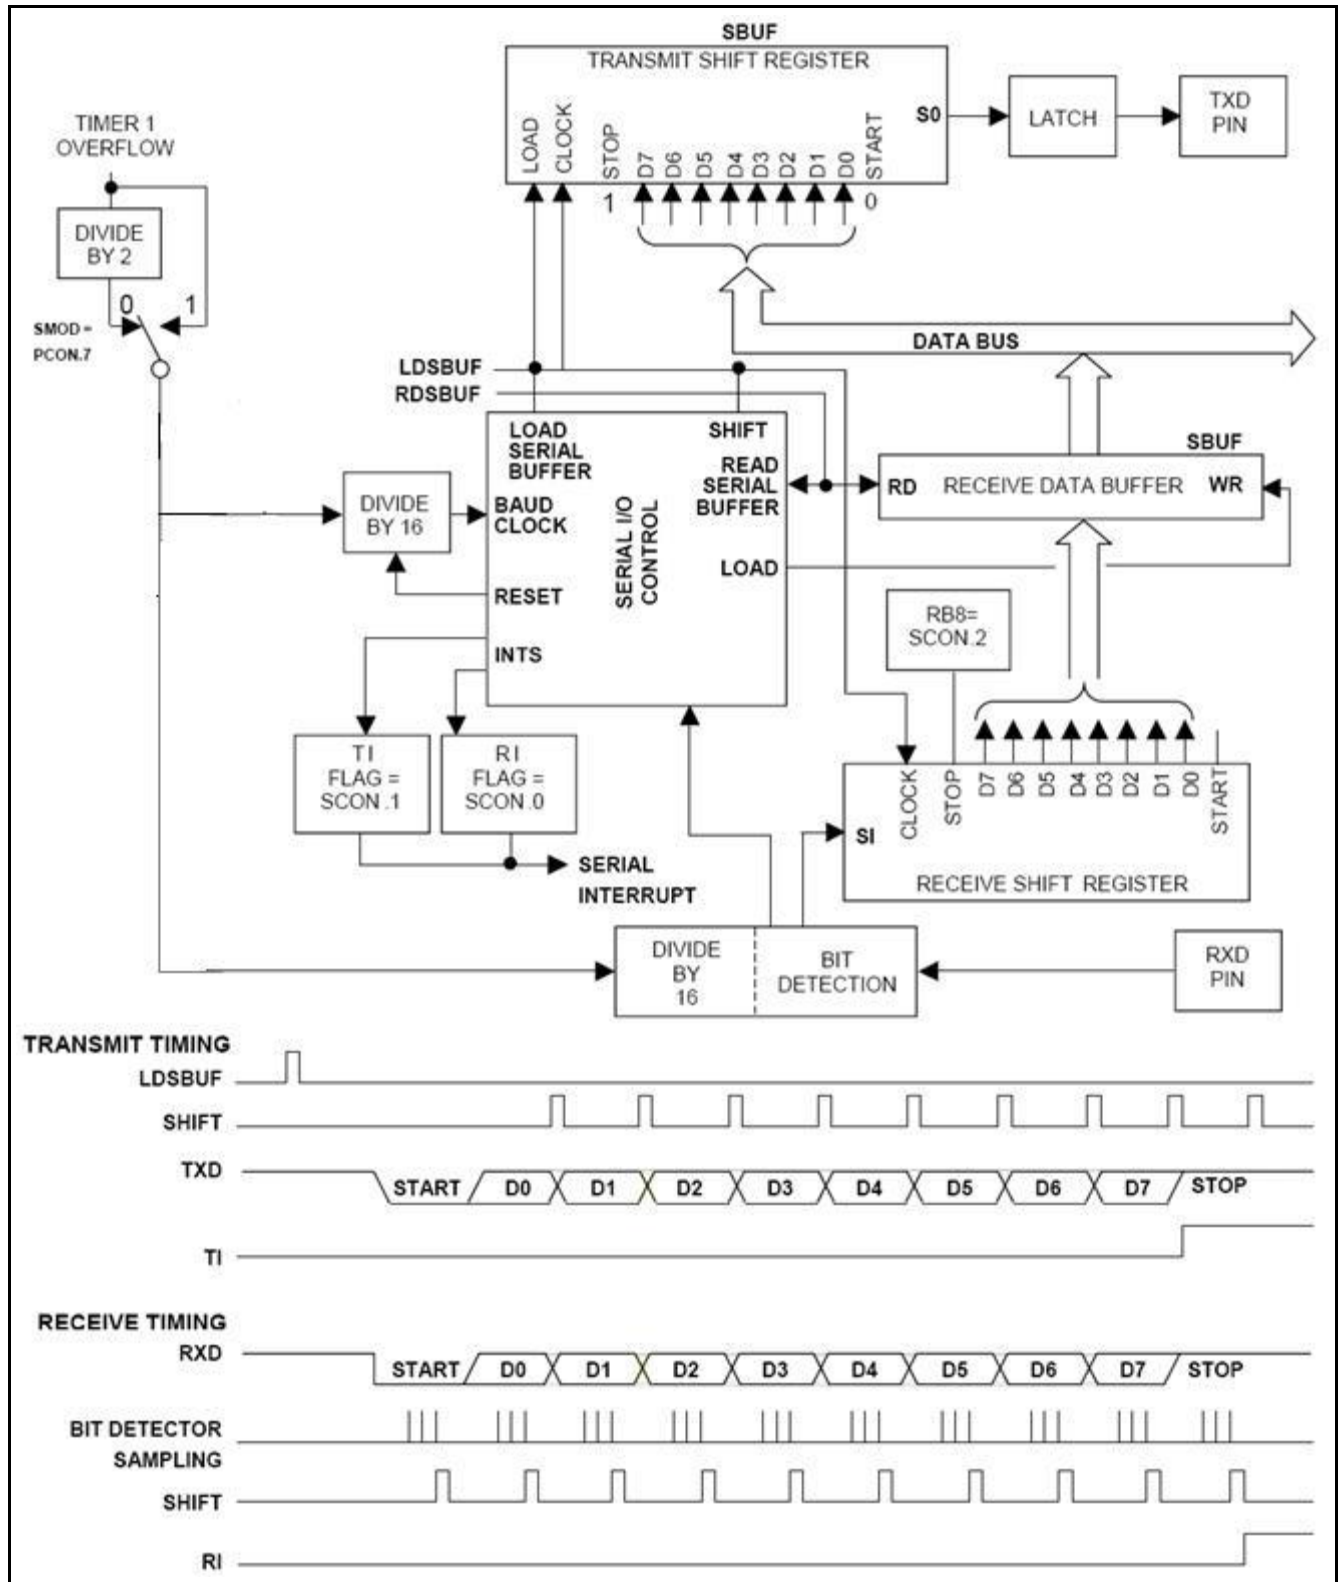 SBUF
TRANSMIT SHIFT REGISTER
LOAD
CLOCK
STOP
D7
D6
D5
D4
D3
D2
D1
D0
START
S0
1
0
LATCH
TXD
PIN
TIMER 1
OVERFLOW
DIVIDE
BY 2
0
1
SMOD =
PCON.7
DATA BUS
LDSBUF
RDSBUF
LOAD
SERIAL
BUFFER
SHIFT
READ
SERIAL
BUFFER
BAUD
CLOCK
SERIAL I/O
CONTROL
LOAD
RESET
INTS
DIVIDE
BY 16
SBUF
RD
RECEIVE DATA BUFFER
WR
RB8=
SCON.2
TI
FLAG =
SCON .1
RI
FLAG =
SCON .0
SERIAL
INTERRUPT
SI
CLOCK
STOP
D7
D6
D5
D4
D3
D2
D1
D0
START
RECEIVE SHIFT REGISTER
DIVIDE
BY
16
BIT
DETECTION
RXD
PIN
TRANSMIT TIMING
LDSBUF
SHIFT
TXD
START D0 D1 D2 D3 D4 D5 D6 D7 STOP
TI
RECEIVE TIMING
RXD
START D0 D1 D2 D3 D4 D5 D6 D7 STOP
BIT DETECTOR
SAMPLING
SHIFT
RI